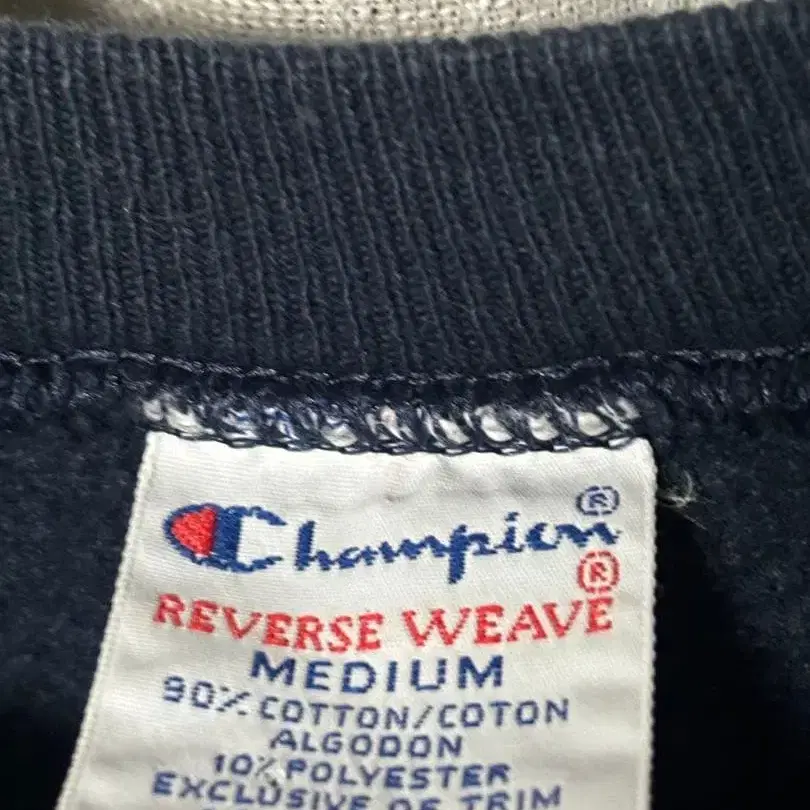 Champion®
REVERSE WEAVE®
MEDIUM
90% COTTON/COTON
ALGODON
10% POLYESTER
EXCLUSIVE OF TRIM